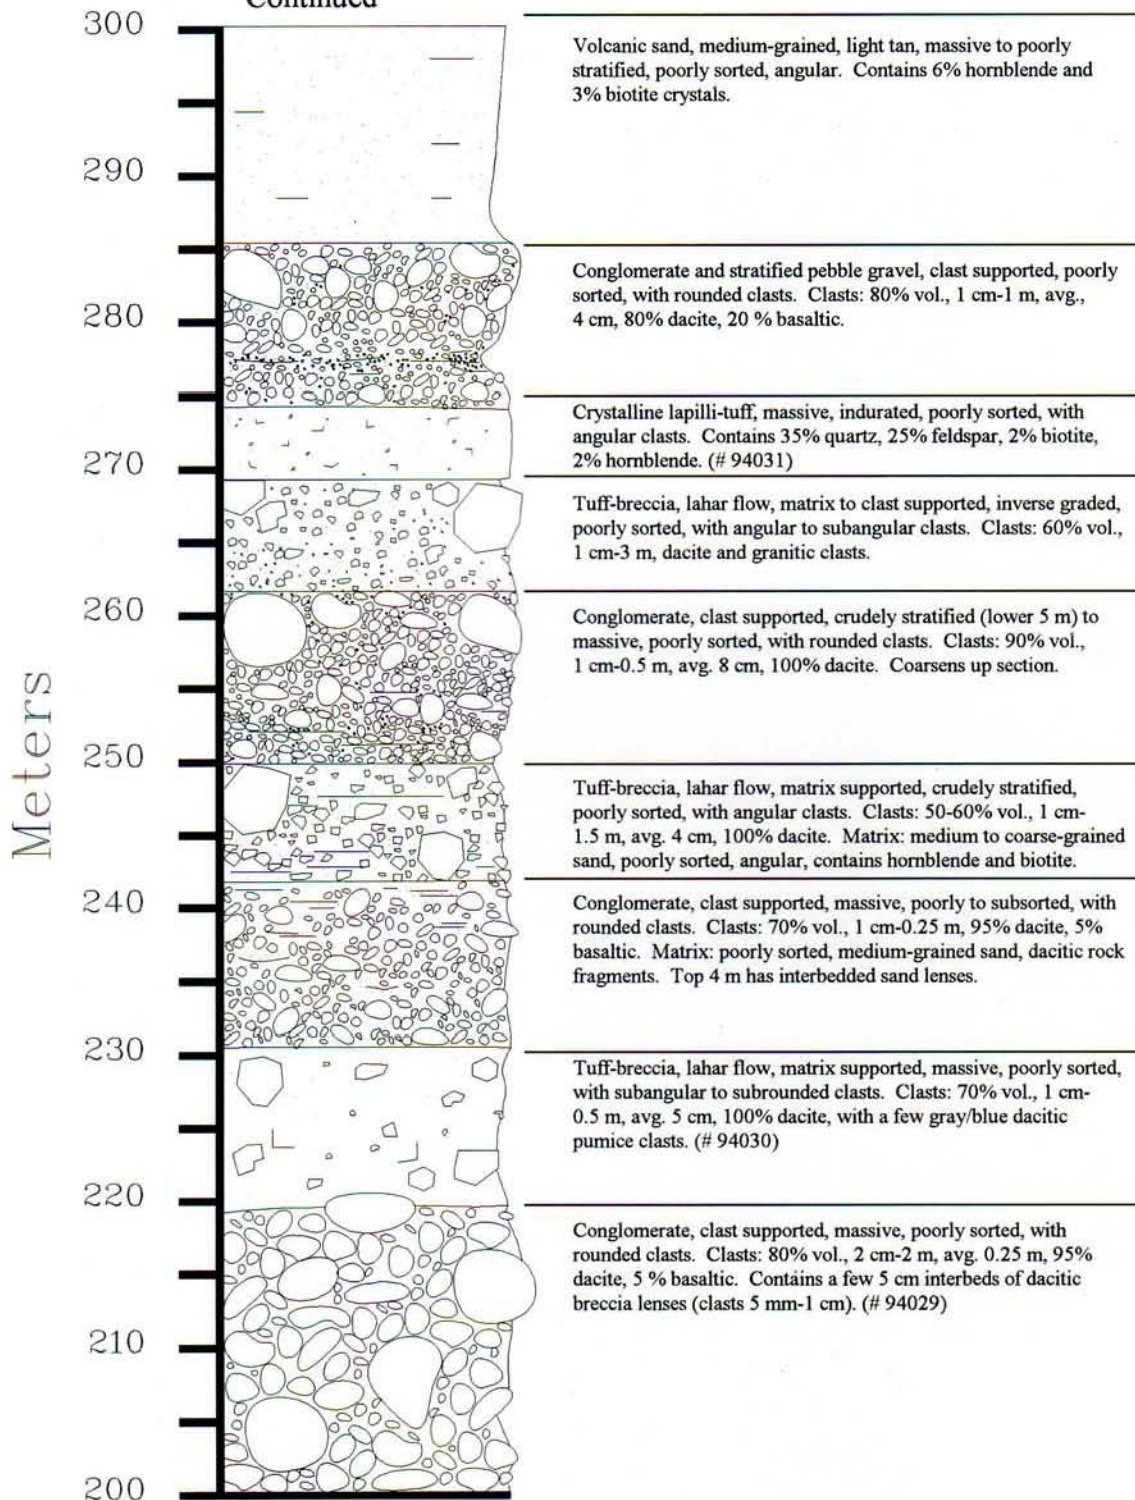 Continued
300
Volcanic sand, medium-grained, light tan, massive to poorly
stratified, poorly sorted, angular. Contains 6% hornblende and
3% biotite crystals.
290
Conglomerate and stratified pebble gravel, clast supported, poorly
sorted, with rounded clasts. Clasts: 80% vol., 1 cm-1 m, avg.,
4 cm, 80% dacite, 20 % basaltic.
280
Crystalline lapilli-tuff, massive, indurated, poorly sorted, with
angular clasts. Contains 35% quartz, 25% feldspar, 2% biotite,
2% hornblende. (# 94031)
270
Tuff-breccia, lahar flow, matrix to clast supported, inverse graded,
poorly sorted, with angular to subangular clasts. Clasts: 60% vol.,
1 cm-3 m, dacite and granitic clasts.
260
Conglomerate, clast supported, crudely stratified (lower 5 m) to
massive, poorly sorted, with rounded clasts. Clasts: 90% vol.,
1 cm-0.5 m, avg. 8 cm, 100% dacite. Coarsens up section.
Meters
250
Tuff-breccia, lahar flow, matrix supported, crudely stratified,
poorly sorted, with angular clasts. Clasts: 50-60% vol., 1 cm-
1.5 m, avg. 4 cm, 100% dacite. Matrix: medium to coarse-grained
sand, poorly sorted, angular, contains hornblende and biotite.
240
Conglomerate, clast supported, massive, poorly to subsorted, with
rounded clasts. Clasts: 70% vol., 1 cm-0.25 m, 95% dacite, 5%
basaltic. Matrix: poorly sorted, medium-grained sand, dacitic rock
fragments. Top 4 m has interbedded sand lenses.
230
Tuff-breccia, lahar flow, matrix supported, massive, poorly sorted,
with subangular to subrounded clasts. Clasts: 70% vol., 1 cm-
0.5 m, avg. 5 cm, 100% dacite, with a few gray/blue dacitic
pumice clasts. (# 94030)
220
Conglomerate, clast supported, massive, poorly sorted, with
rounded clasts. Clasts: 80% vol., 2 cm-2 m, avg. 0.25 m, 95%
dacite, 5 % basaltic. Contains a few 5 cm interbeds of dacitic
breccia lenses (clasts 5 mm-1 cm). (# 94029)
210
200